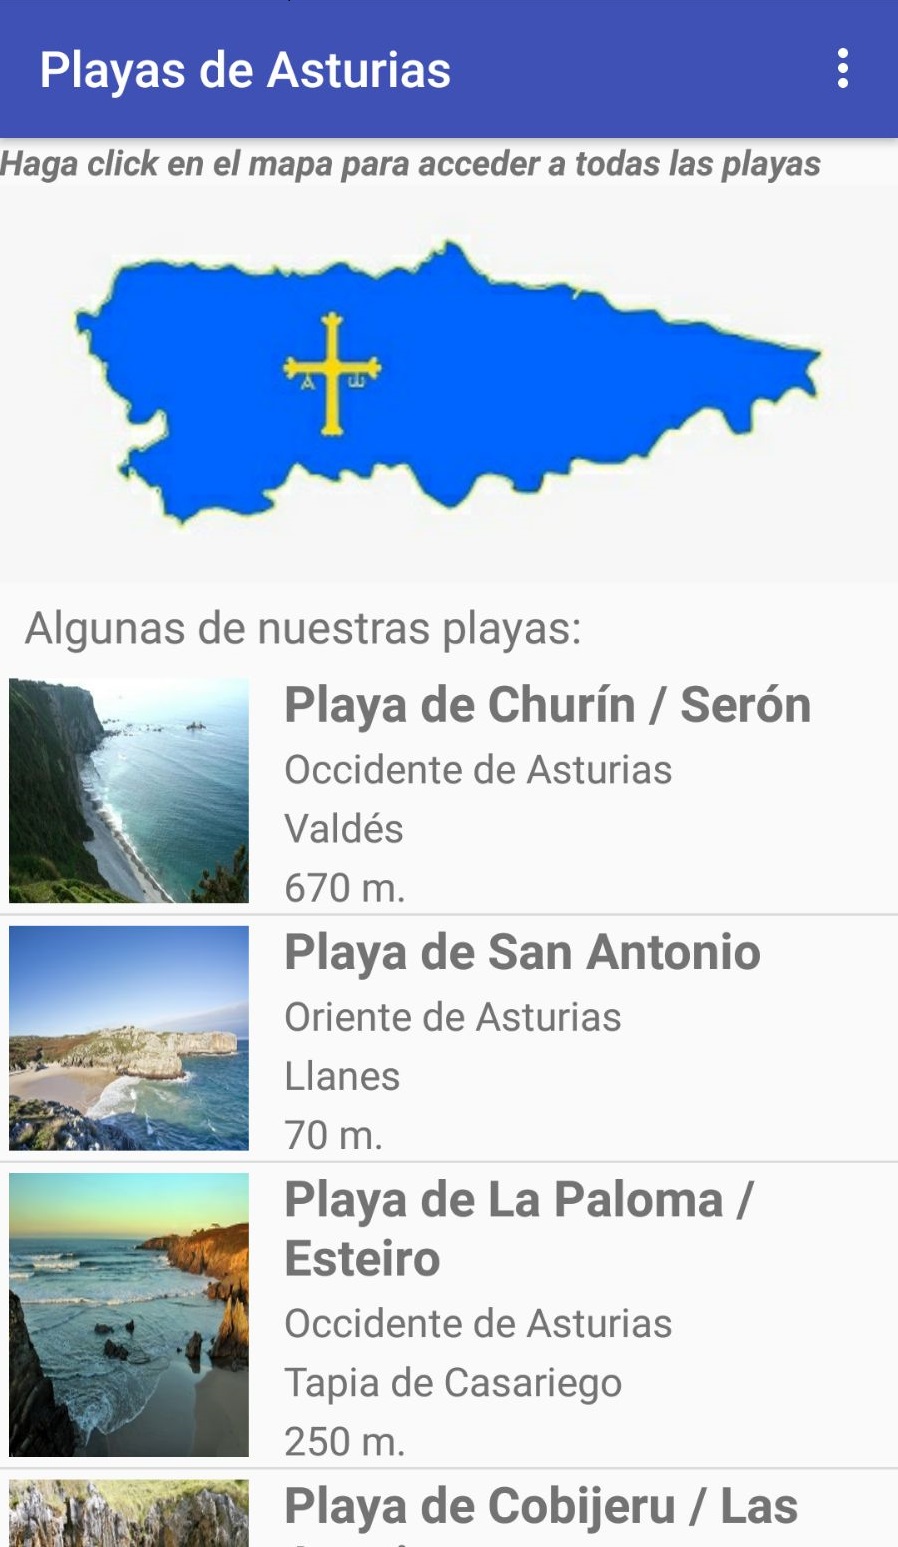 Playas de Asturias
Haga click en el mapa para acceder a todas las playas
Algunas de nuestras playas:
Playa de Churín / Serón
Occidente de Asturias
Valdés
670 m.
Playa de San Antonio
Oriente de Asturias
Llanes
70 m.
Playa de La Paloma /
Esteiro
Occidente de Asturias
Tapia de Casariego
250 m.
Playa de Cobijeru / Las